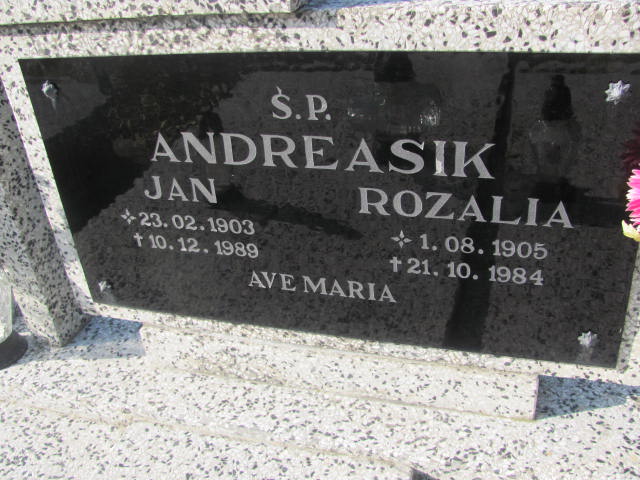 Ś.P.
ANDREASIK
JAN
✢ 23.02.1903
✝ 10.12.1989
ROZALIA
✢ 1.08.1905
✝ 21.10.1984
AVE MARIA